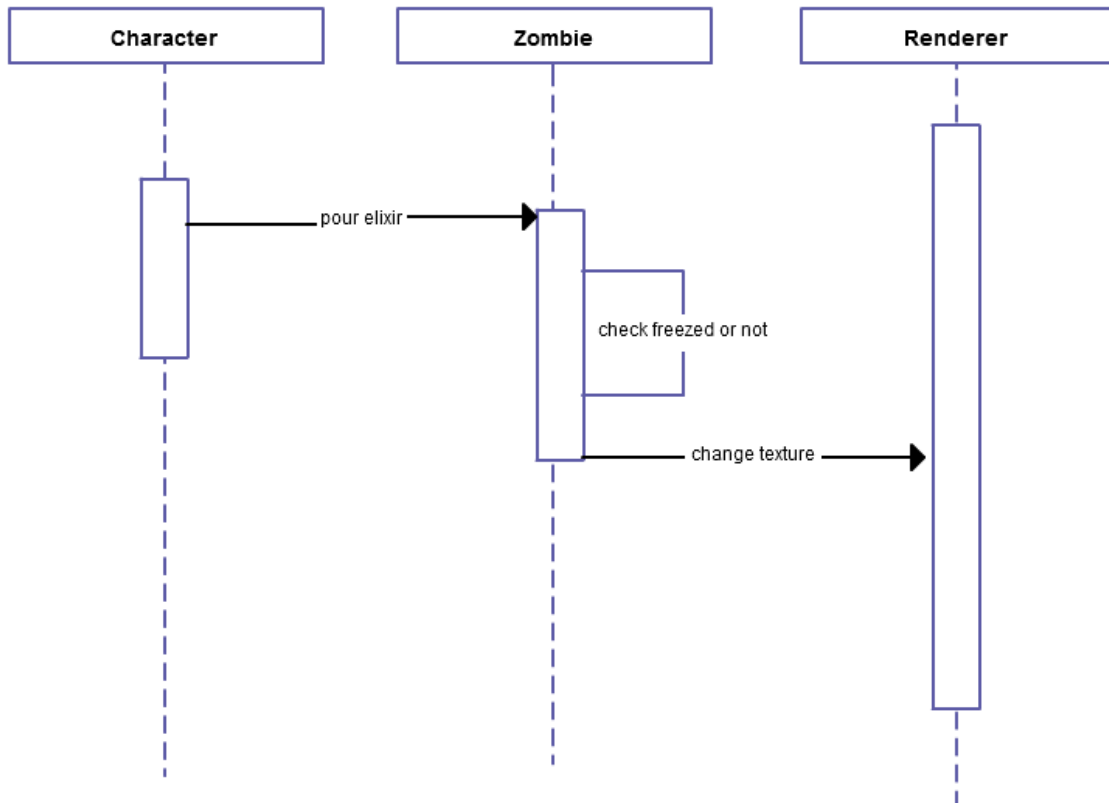 Character
Zombie
Renderer
pour elixir
check freezed or not
change texture